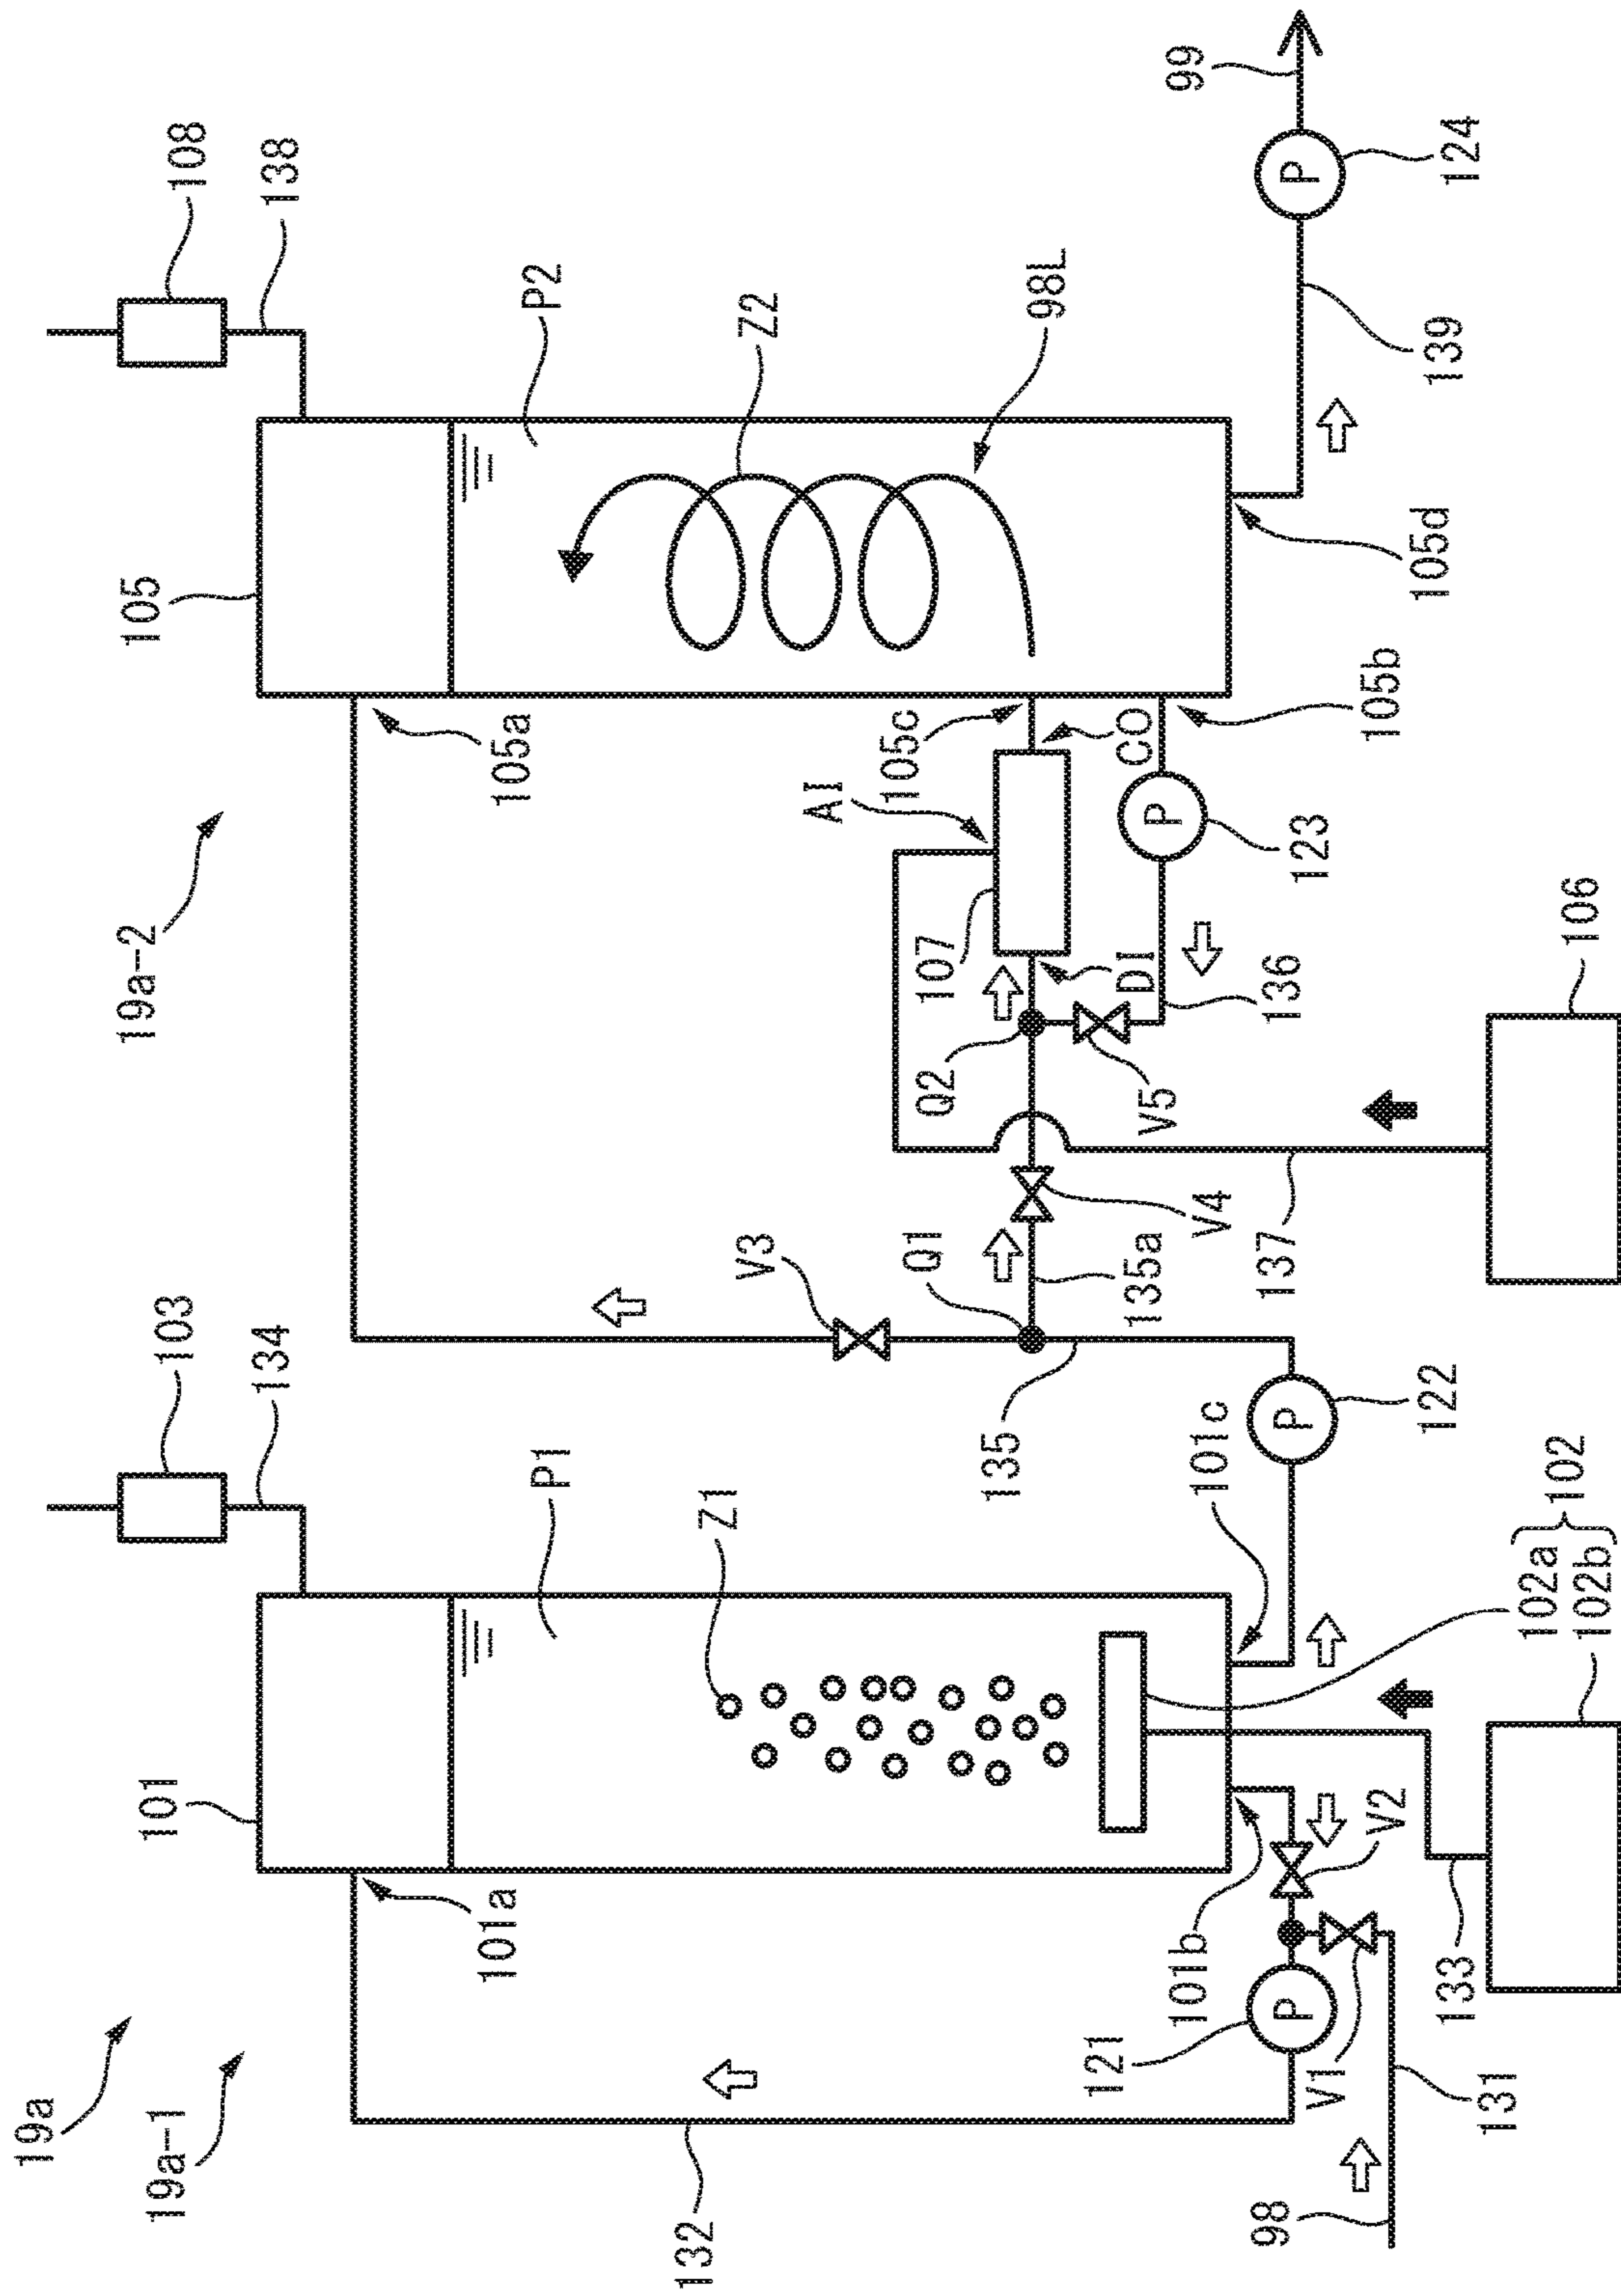 19a
19a-1
19a-2
101
103
134
105
108
138
101a
P1
Z1
V3
105a
P2
Z2
98L
132
Q1
Q2
107
AI
105c
CO
DI
135
135a
V4
V5
136
123
105b
105d
99
121
101b
101c
122
137
139
124
98
V1
V2
131
133
102a
102b
102
106
P
P
P
P